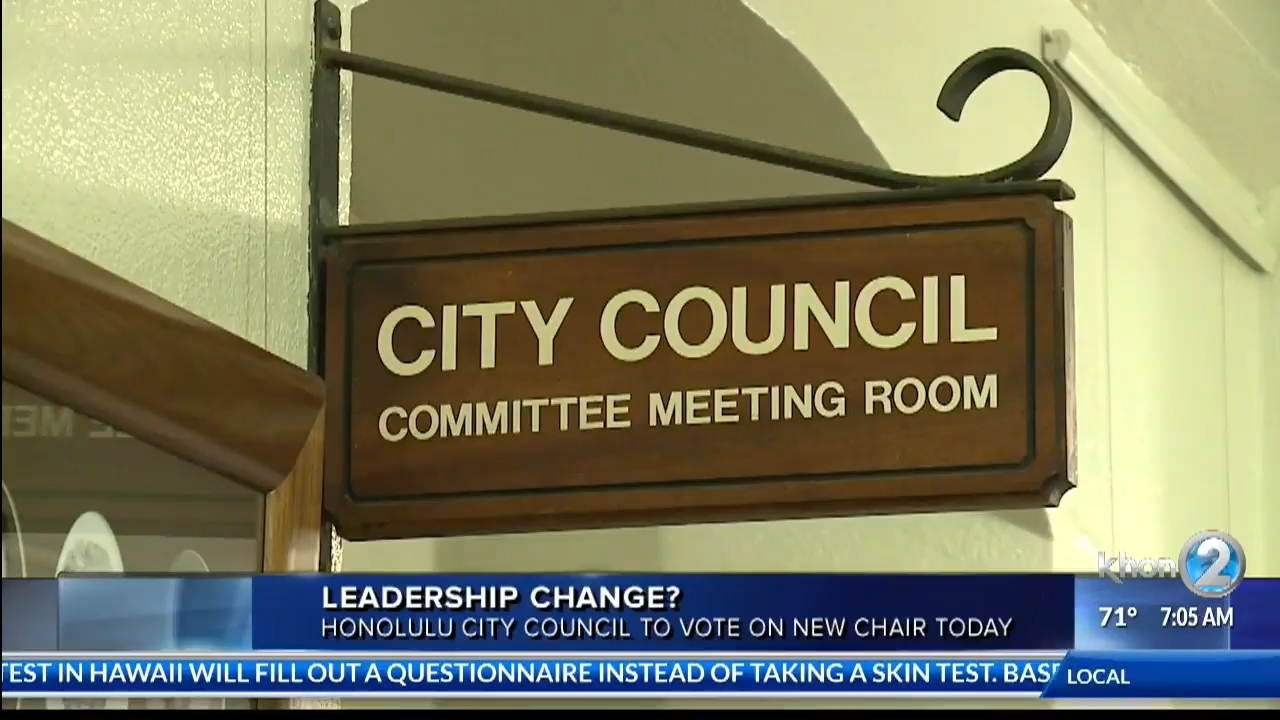 CITY COUNCIL
COMMITTEE MEETING ROOM
khon 2
LEADERSHIP CHANGE?
HONOLULU CITY COUNCIL TO VOTE ON NEW CHAIR TODAY
71° 7:05 AM
TEST IN HAWAII WILL FILL OUT A QUESTIONNAIRE INSTEAD OF TAKING A SKIN TEST. BASE
LOCAL